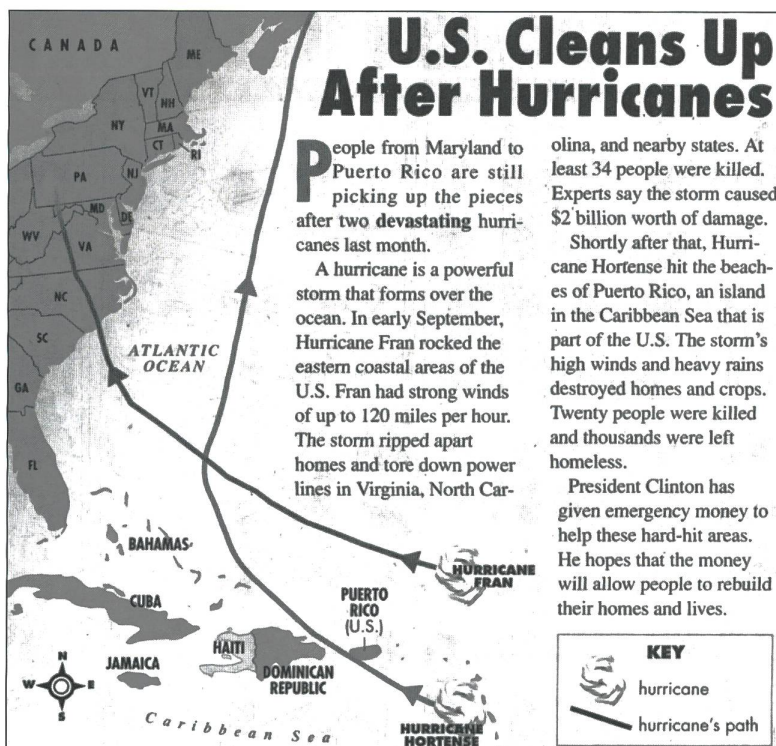 U.S. Cleans Up
After Hurricanes
People from Maryland to
Puerto Rico are still
picking up the pieces
after two devastating hurri-
canes last month.
A hurricane is a powerful
storm that forms over the
ocean. In early September,
Hurricane Fran rocked the
eastern coastal areas of the
U.S. Fran had strong winds
of up to 120 miles per hour.
The storm ripped apart
homes and tore down power
lines in Virginia, North Car-
olina, and nearby states. At
least 34 people were killed.
Experts say the storm caused
$2 billion worth of damage.
Shortly after that, Hurri-
cane Hortense hit the beach-
es of Puerto Rico, an island
in the Caribbean Sea that is
part of the U.S. The storm's
high winds and heavy rains
destroyed homes and crops.
Twenty people were killed
and thousands were left
homeless.
President Clinton has
given emergency money to
help these hard-hit areas.
He hopes that the money
will allow people to rebuild
their homes and lives.
CANADA
ME
VT
NH
NY
MA
CT
RI
PA
NJ
MD
DE
WV
VA
NC
SC
GA
FL
ATLANTIC
OCEAN
BAHAMAS
CUBA
JAMAICA
HAITI
DOMINICAN
REPUBLIC
PUERTO
RICO
(U.S.)
HURRICANE
FRAN
HURRICANE
HORTENSE
Caribbean Sea
N
W
E
S
KEY
hurricane
hurricane's path